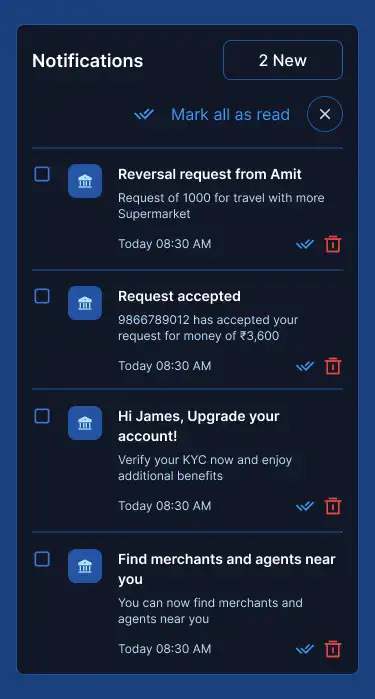 Notifications
2 New
Mark all as read
Reversal request from Amit
Request of 1000 for travel with more
Supermarket
Today 08:30 AM
Request accepted
9866789012 has accepted your
request for money of ₹3,600
Today 08:30 AM
Hi James, Upgrade your
account!
Verify your KYC now and enjoy
additional benefits
Today 08:30 AM
Find merchants and agents near
you
You can now find merchants and
agents near you
Today 08:30 AM